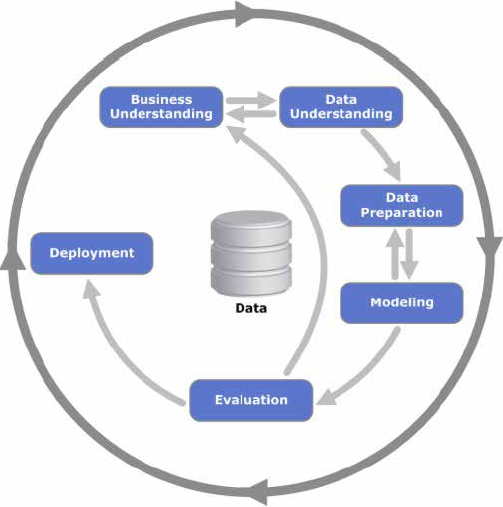 Business
Understanding
Data
Understanding
Data
Preparation
Deployment
Data
Modeling
Evaluation